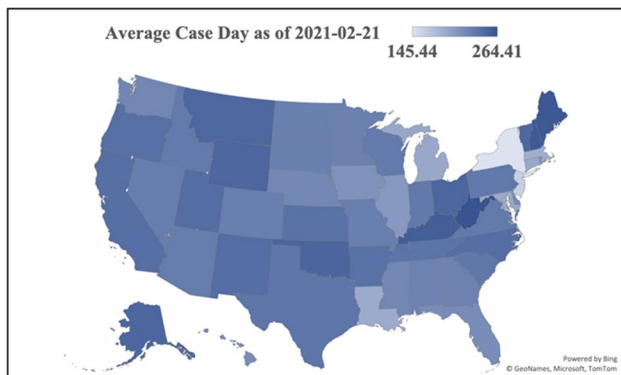 Average Case Day as of 2021-02-21
145.44 264.41
Powered by Bing
© GeoNames, Microsoft, TomTom